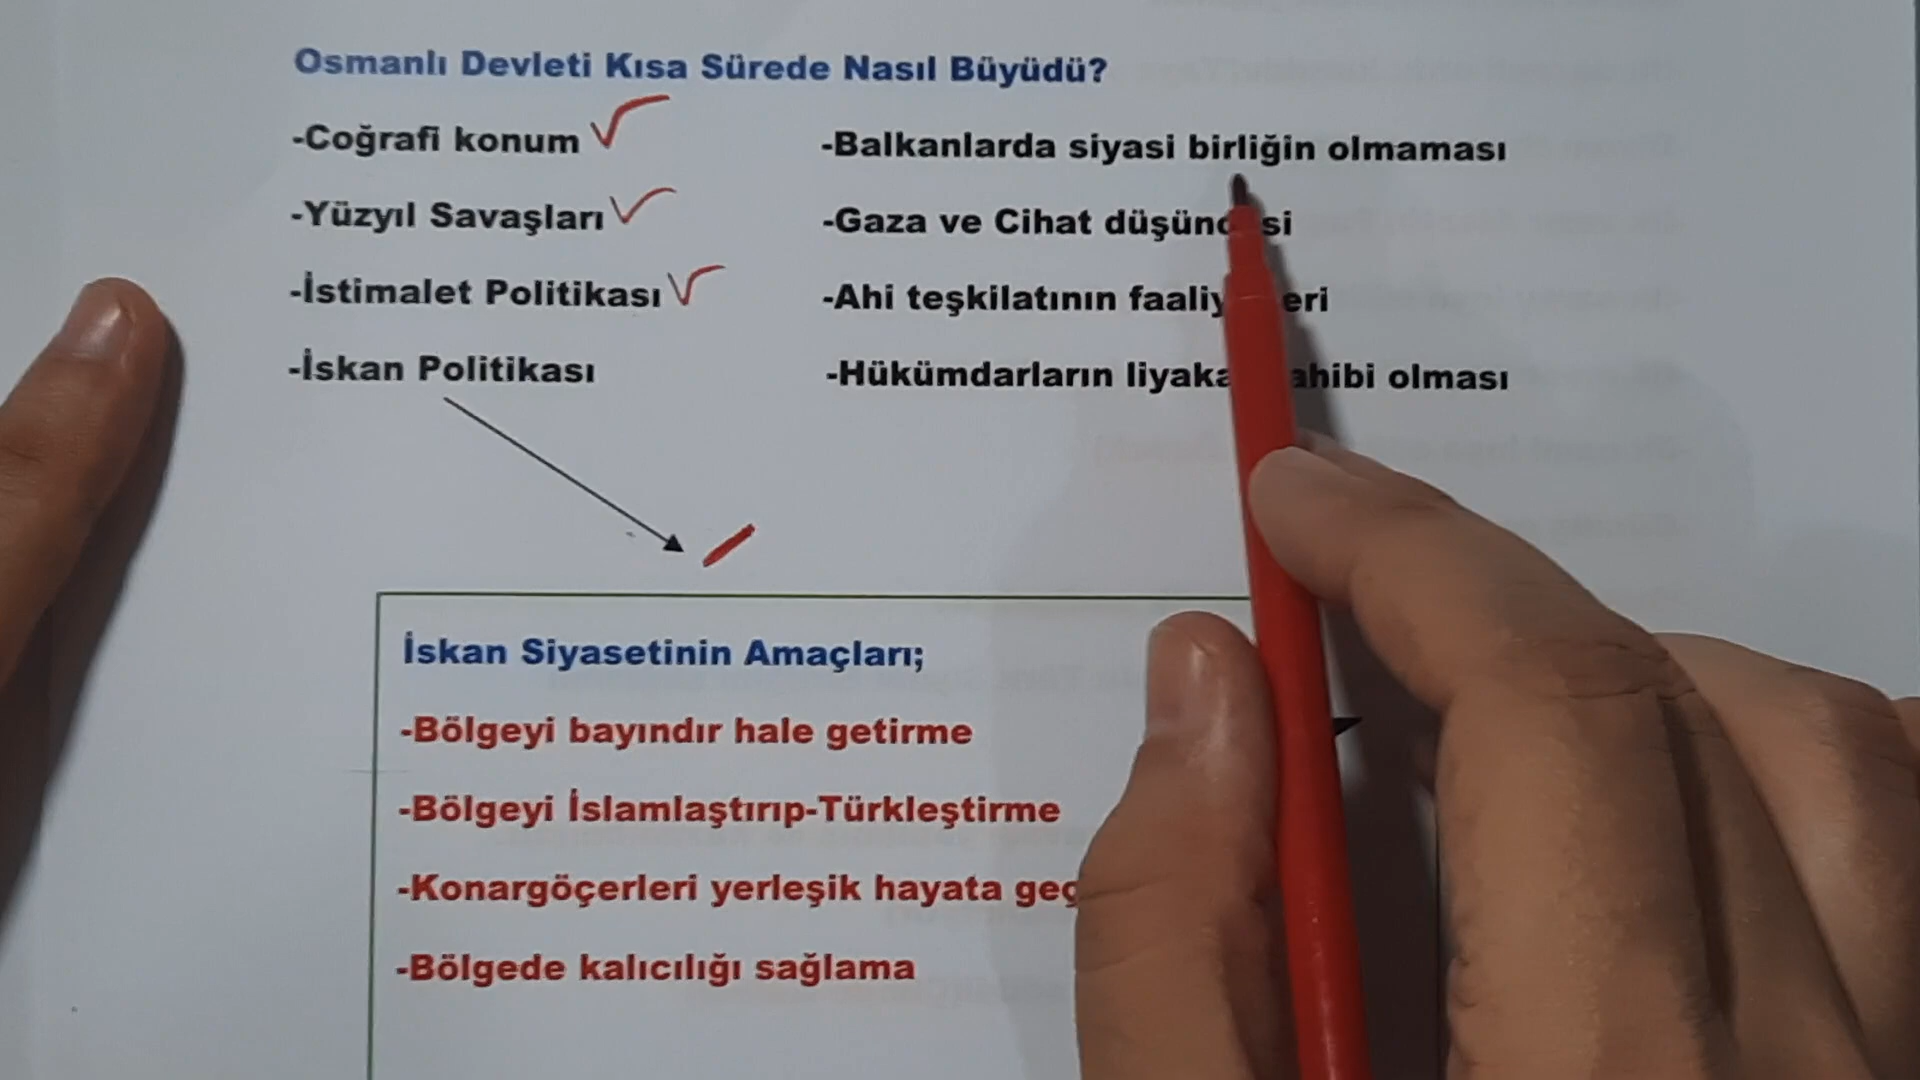 Osmanlı Devleti Kısa Sürede Nasıl Büyüdü?
-Coğrafi konum
-Yüzyıl Savaşları
-İstimalet Politikası
-İskan Politikası
-Balkanlarda siyasi birliğin olmaması
-Gaza ve Cihat
-Ahi teşkilatının
-Hükümdarların olması
İskan Siyasetinin Amaçları;
-Bölgeyi bayındır hale getirme
-Bölgeyi İslamlaştırıp-Türkleştirme
-Konargöçerleri yerleşik hayata
-Bölgede kalıcılığı sağlama